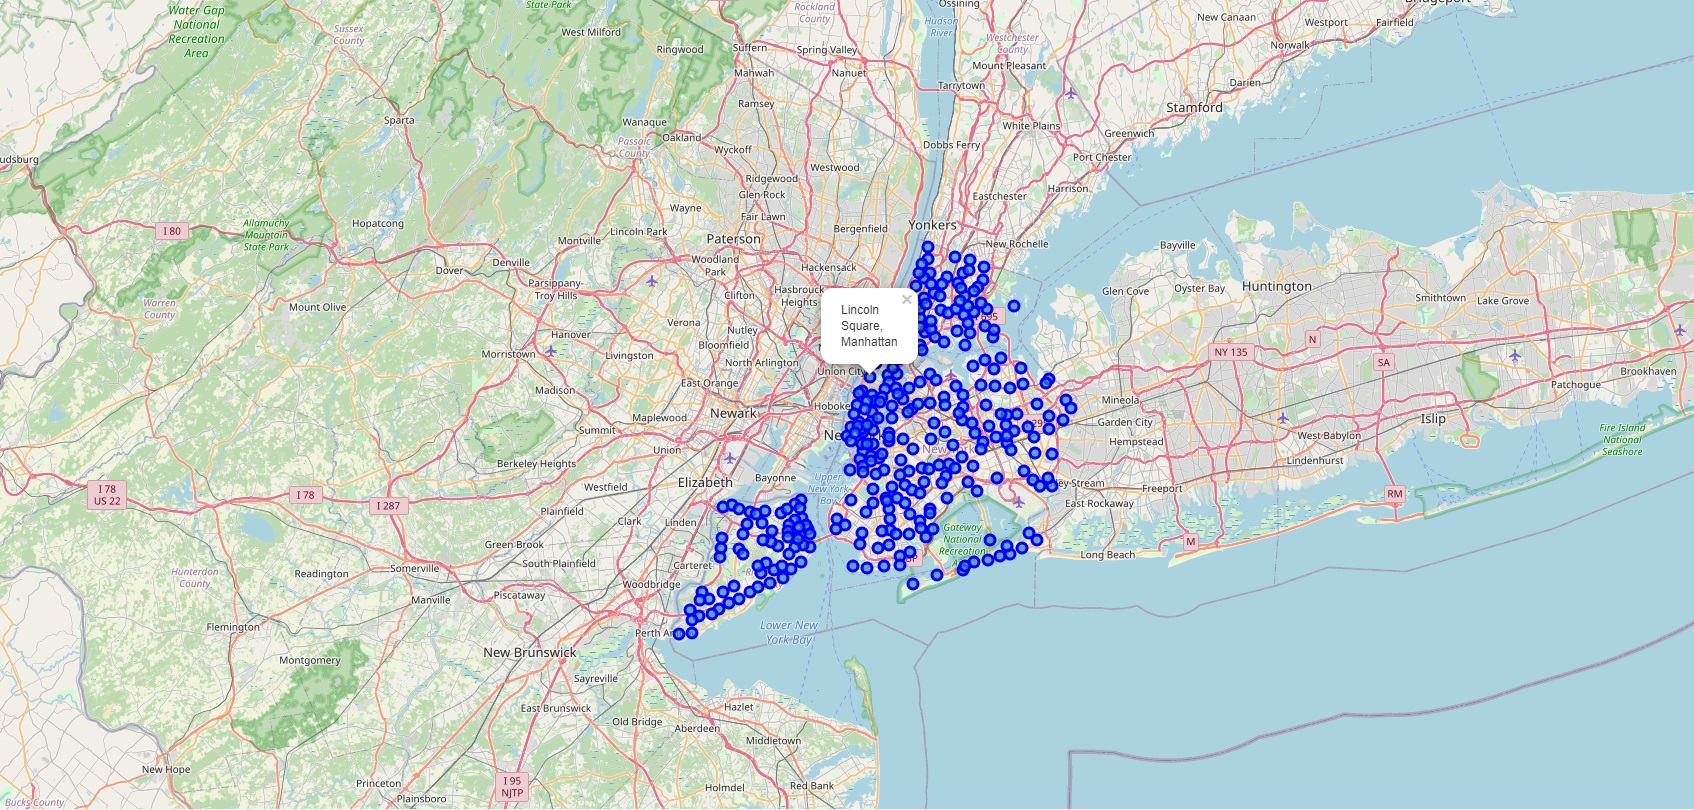 Water Gap
National
Recreation
Area
State Park
Sussex
County
West Milford
Ringwood
Rockland
County
Suffern
Spring Valley
Mahwah
Nanuet
Hudson
River
Ossining
Westchester
County
Mount Pleasant
Tarrytown
New Canaan
Westport
Fairfield
Bridgeport
Norwalk
Darien
Stamford
Greenwich
Port Chester
White Plains
Dobbs Ferry
Harrison
Eastchester
Yonkers
New Rochelle
Sparta
Wanaque
Ramsey
Oakland
Passaic
County
Wyckoff
Westwood
Ridgewood
Glen Rock
Wayne
Fair Lawn
Bergenfield
Paterson
Hackensack
Woodland
Park
Hasbrouck
Heights
Clifton
Lincoln Park
Montville
Hopatcong
Allamuchy
Mountain
State Park
I 80
Denville
Dover
Parsippany-
Troy Hills
Warren
County
Mount Olive
Hanover
Verona
Nutley
Bloomfield
Morristown
Livingston
North Arlington
East Orange
Union City
Lincoln
Square,
Manhattan
×
695
Madison
Maplewood
Newark
Summit
Union
Berkeley Heights
Elizabeth
Bayonne
Upper
New York
Bay
Westfield
Linden
Clark
Plainfield
Green Brook
South Plainfield
Carteret
Woodbridge
Piscataway
Somerville
Manville
Readington
Hunterdon
County
Flemington
I 78
US 22
I 78
I 287
Montgomery
New Brunswick
Sayreville
East Brunswick
Old Bridge
Hazlet
Aberdeen
Middletown
Red Bank
Holmdel
Lower New
York Bay
New Hope
Princeton
Plainsboro
I 95
NJTP
Bucks County
Gateway
National
Recreation
Bayville
Glen Cove
Oyster Bay
Huntington
Smithtown
Lake Grove
NY 135
N
SA
Brookhaven
Patchogue
Mineola
Garden City
Hempstead
West Babylon
Islip
Lindenhurst
Freeport
East Rockaway
Long Beach
RM
M
Fire Island
National
Seashore